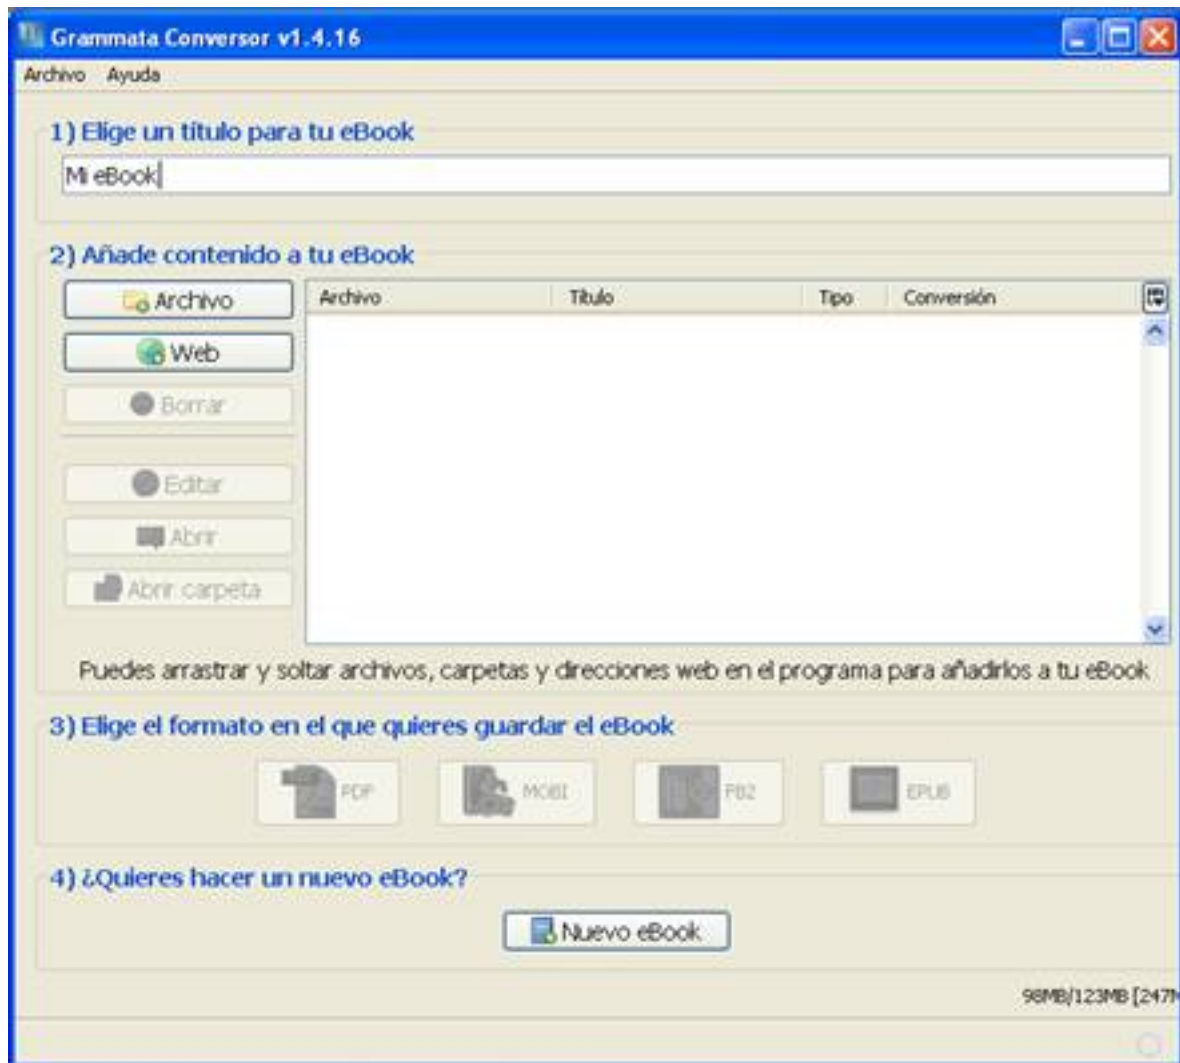 Grammata Conversor v1.4.16
Archivo Ayuda
1) Elige un título para tu eBook
Mi eBook
2) Añade contenido a tu eBook
Archivo
Web
Borrar
Editar
Abrir
Abrir carpeta
Archivo Título Tipo Conversión
Puedes arrastrar y soltar archivos, carpetas y direcciones web en el programa para añadirlos a tu eBook
3) Elige el formato en el que quieres guardar el eBook
PDF MOBI FB2 EPUB
4) ¿Quieres hacer un nuevo eBook?
Nuevo eBook
98MB/123MB [247M